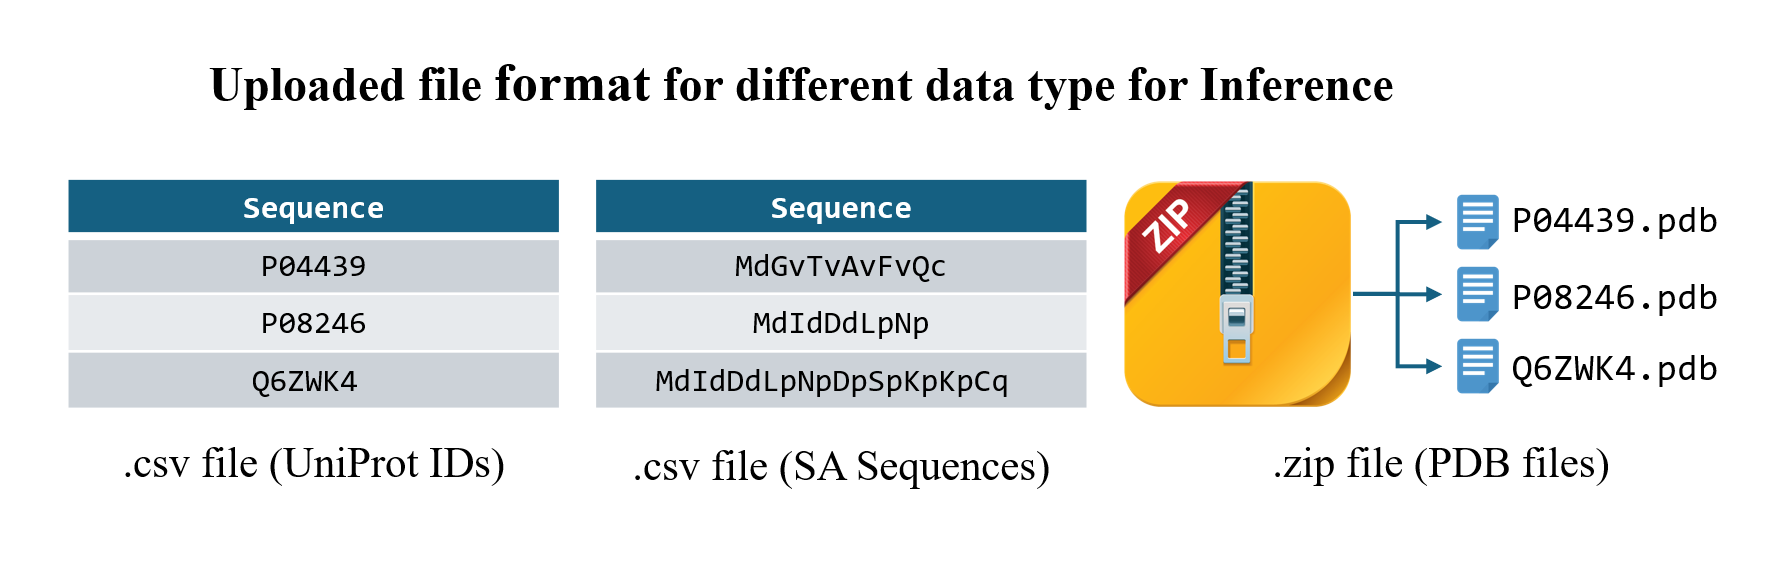 Uploaded file format for different data type for Inference
Sequence
P04439
P08246
Q6ZWK4
.csv file (UniProt IDs)
Sequence
MdGvTvAvFvQc
MdIdDdLpNp
MdIdDdLpNpDpSpKpKpCq
.csv file (SA Sequences)
ZIP
P04439.pdb
P08246.pdb
Q6ZWK4.pdb
.zip file (PDB files)